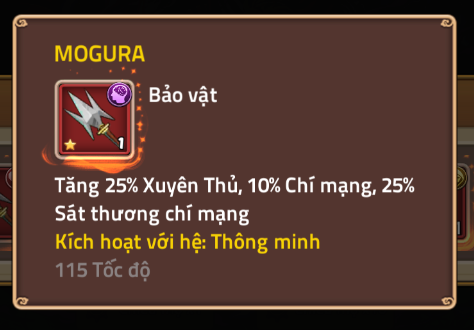 MOGURA
Bảo vật
1
Tăng 25% Xuyên Thủ, 10% Chí mạng, 25%
Sát thương chí mạng
Kích hoạt với hệ: Thông minh
115 Tốc độ